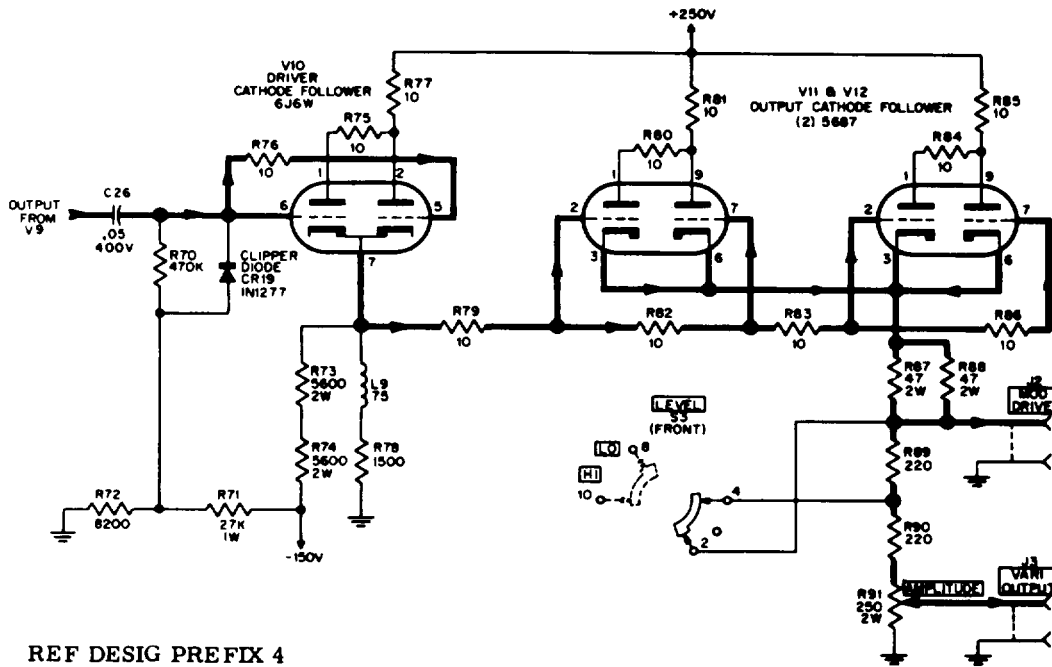 +250V
V10
DRIVER
CATHODE FOLLOWER
6J6W
R77
10
R75
10
R76
10
1
2
6
5
7
R81
10
R80
10
1
9
2
7
3
6
V11 & V12
OUTPUT CATHODE FOLLOWER
(2) 5687
R85
10
R84
10
1
9
2
7
3
6
OUTPUT
FROM
V9
C26
.05
400V
R70
470K
CLIPPER
DIODE
CR19
IN1277
R79
10
R82
10
R83
10
R86
10
R73
5600
2W
L9
75
R74
5600
2W
R78
1500
R72
8200
R71
27K
1W
-150V
LEVEL
S3
(FRONT)
LO
8
HI
10
4
2
R87
47
2W
R88
47
2W
J2
MOD
DRIVE
R89
220
R90
220
R91
250
2W
AMPLITUDE
J3
VARI
OUTPUT
REF DESIG PREFIX 4